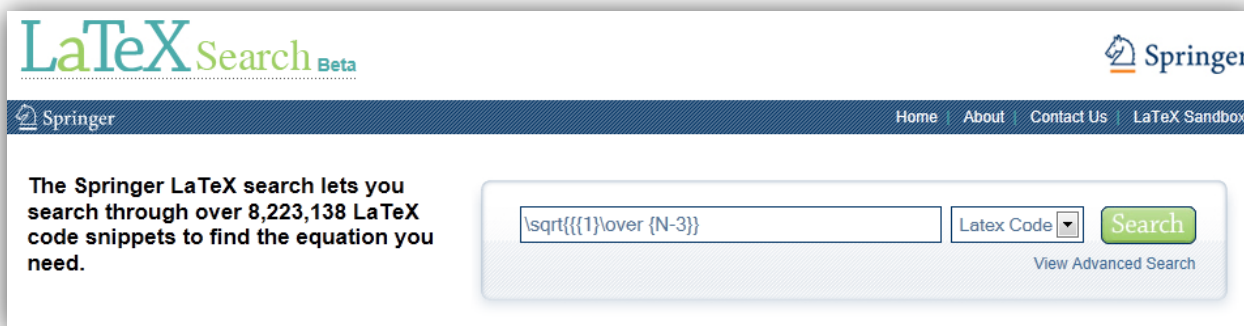 LaTeX Search Beta
Springer
Springer
Home | About | Contact Us | LaTeX Sandbox
The Springer LaTeX search lets you
search through over 8,223,138 LaTeX
code snippets to find the equation you
need.
\sqrt{{{1}\over {N-3}}
Latex Code
Search
View Advanced Search